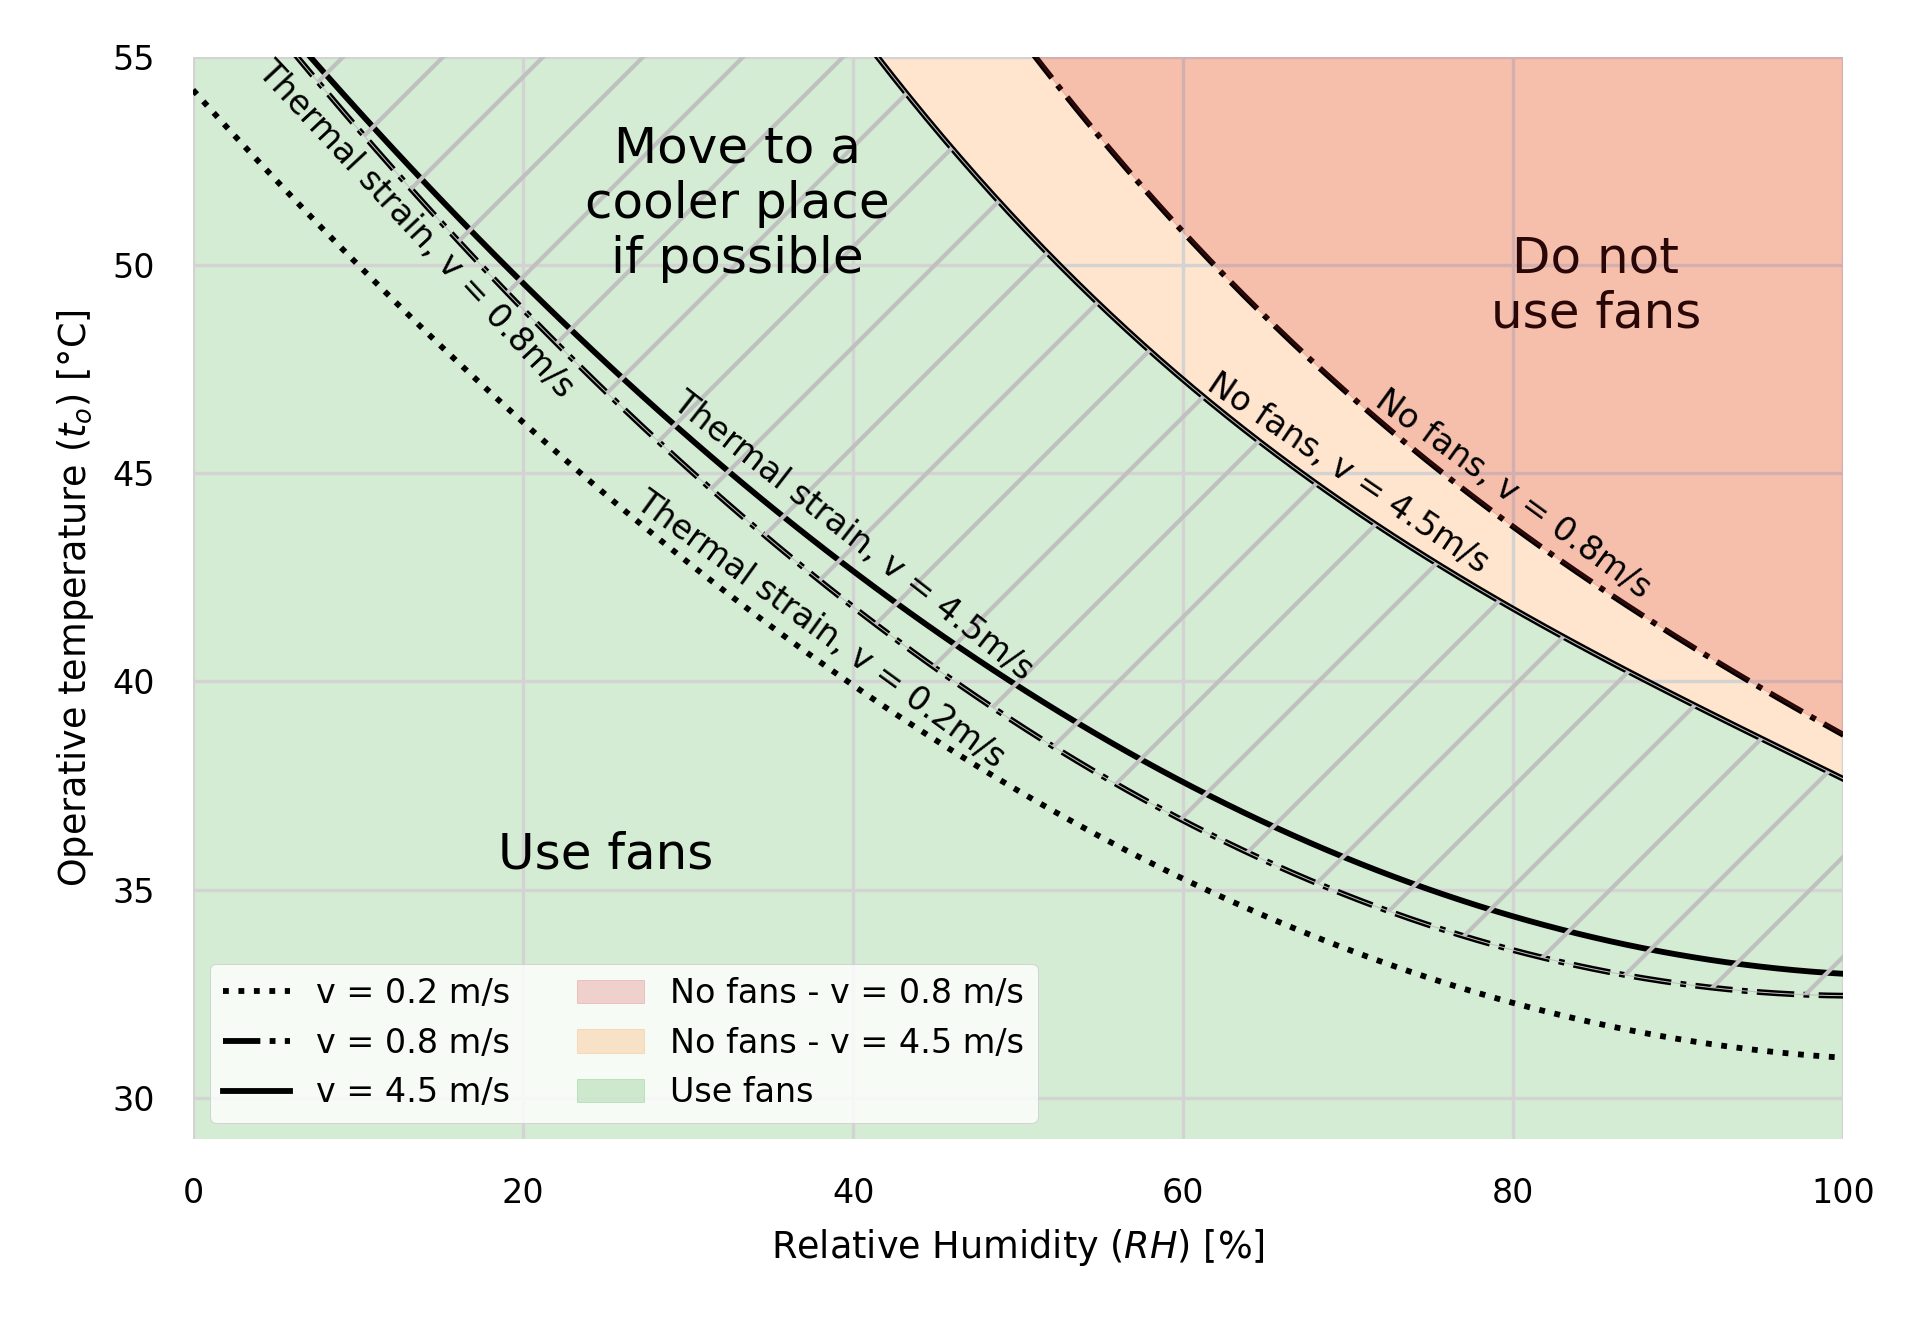 55
50
45
40
35
30
Operative temperature (to) [°C]
Thermal strain, v = 0.8m/s
Move to a
cooler place
if possible
Do not
use fans
Thermal strain, v = 4.5m/s
No fans, v = 4.5m/s
No fans, v = 0.8m/s
Thermal strain, v = 0.2m/s
Use fans
v = 0.2 m/s
v = 0.8 m/s
v = 4.5 m/s
No fans - v = 0.8 m/s
No fans - v = 4.5 m/s
Use fans
0 20 40 60 80 100
Relative Humidity (RH) [%]